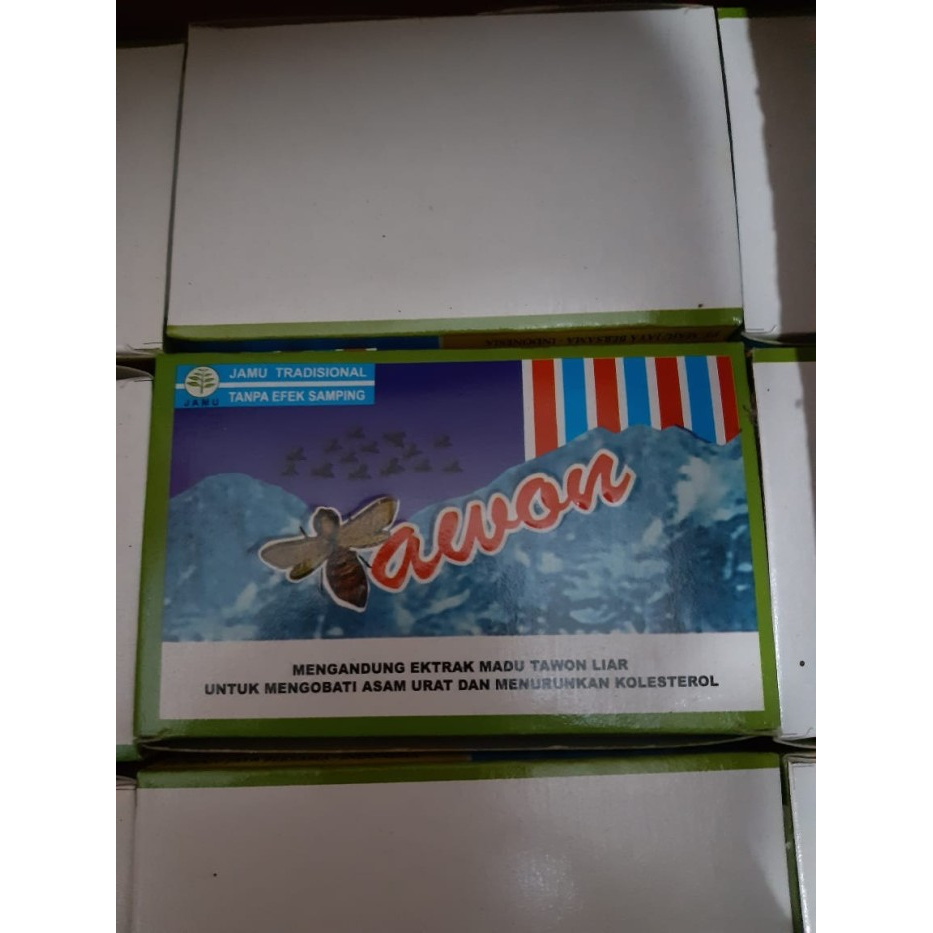 JAMU TRADISIONAL
TANPA EFEK SAMPING
JAMU
Tawon
MENGANDUNG EKTRAK MADU TAWON LIAR
UNTUK MENGOBATI ASAM URAT DAN MENURUNKAN KOLESTEROL